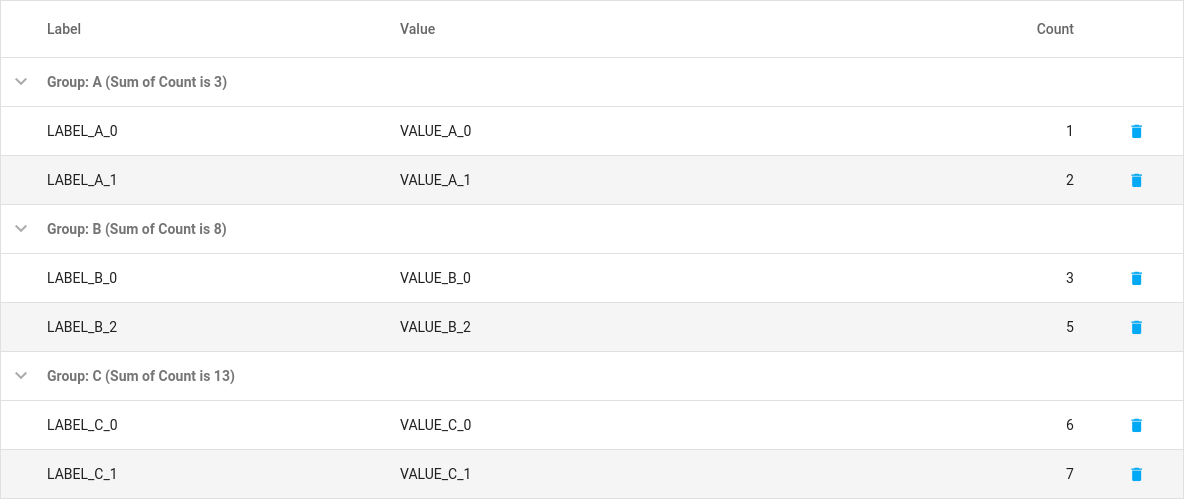 Label Value Count
Group: A (Sum of Count is 3)
LABEL_A_0 VALUE_A_0 1
LABEL_A_1 VALUE_A_1 2
Group: B (Sum of Count is 8)
LABEL_B_0 VALUE_B_0 3
LABEL_B_2 VALUE_B_2 5
Group: C (Sum of Count is 13)
LABEL_C_0 VALUE_C_0 6
LABEL_C_1 VALUE_C_1 7